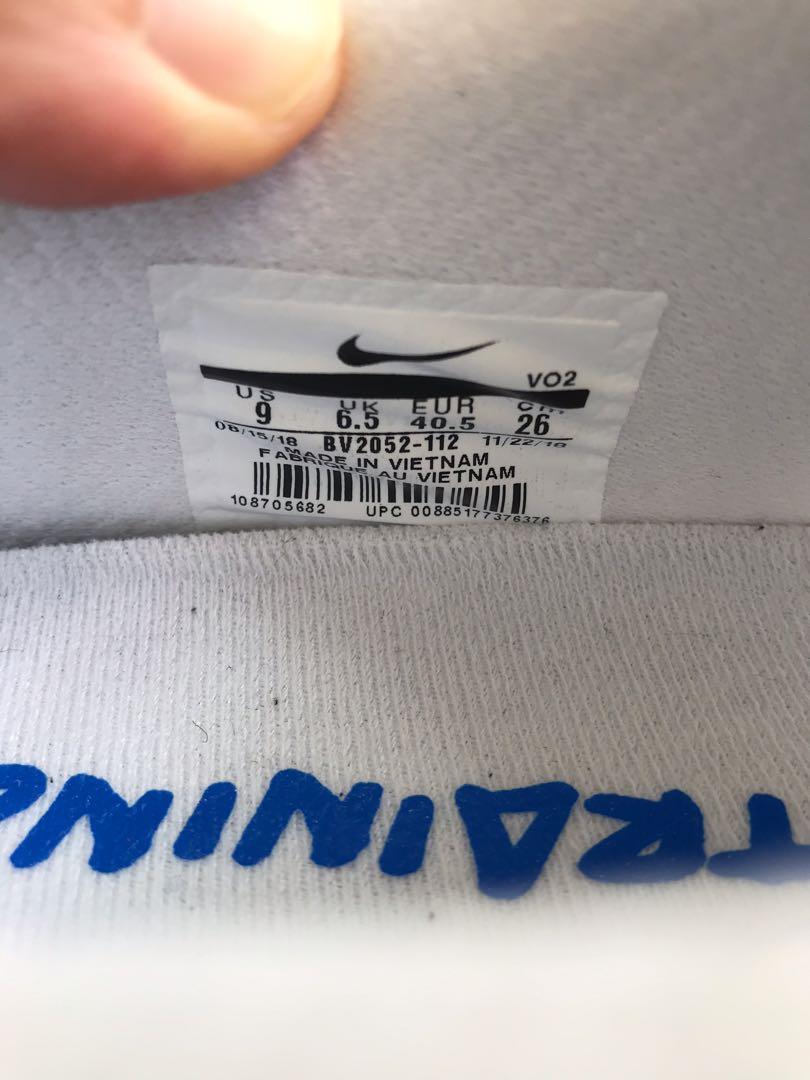 VO2
US UK EUR cm
9 6.5 40.5 26
08/15/18 BV2052-112 11/22/18
MADE IN VIETNAM
FABRIQUE AU VIETNAM
108705682 UPC 00885177376376
TRAINING